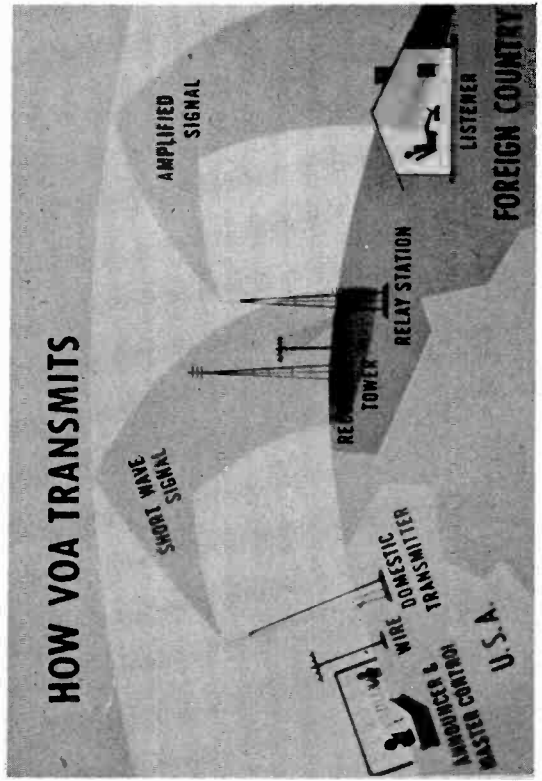 HOW VOA TRANSMITS
SHORT WAVE
SIGNAL
AMPLIFIED
SIGNAL
ANNOUNCER &
MASTER CONTROL
WIRE
DOMESTIC
TRANSMITTER
U.S.A.
TOWER
RELAY STATION
LISTENER
FOREIGN COUNTRY